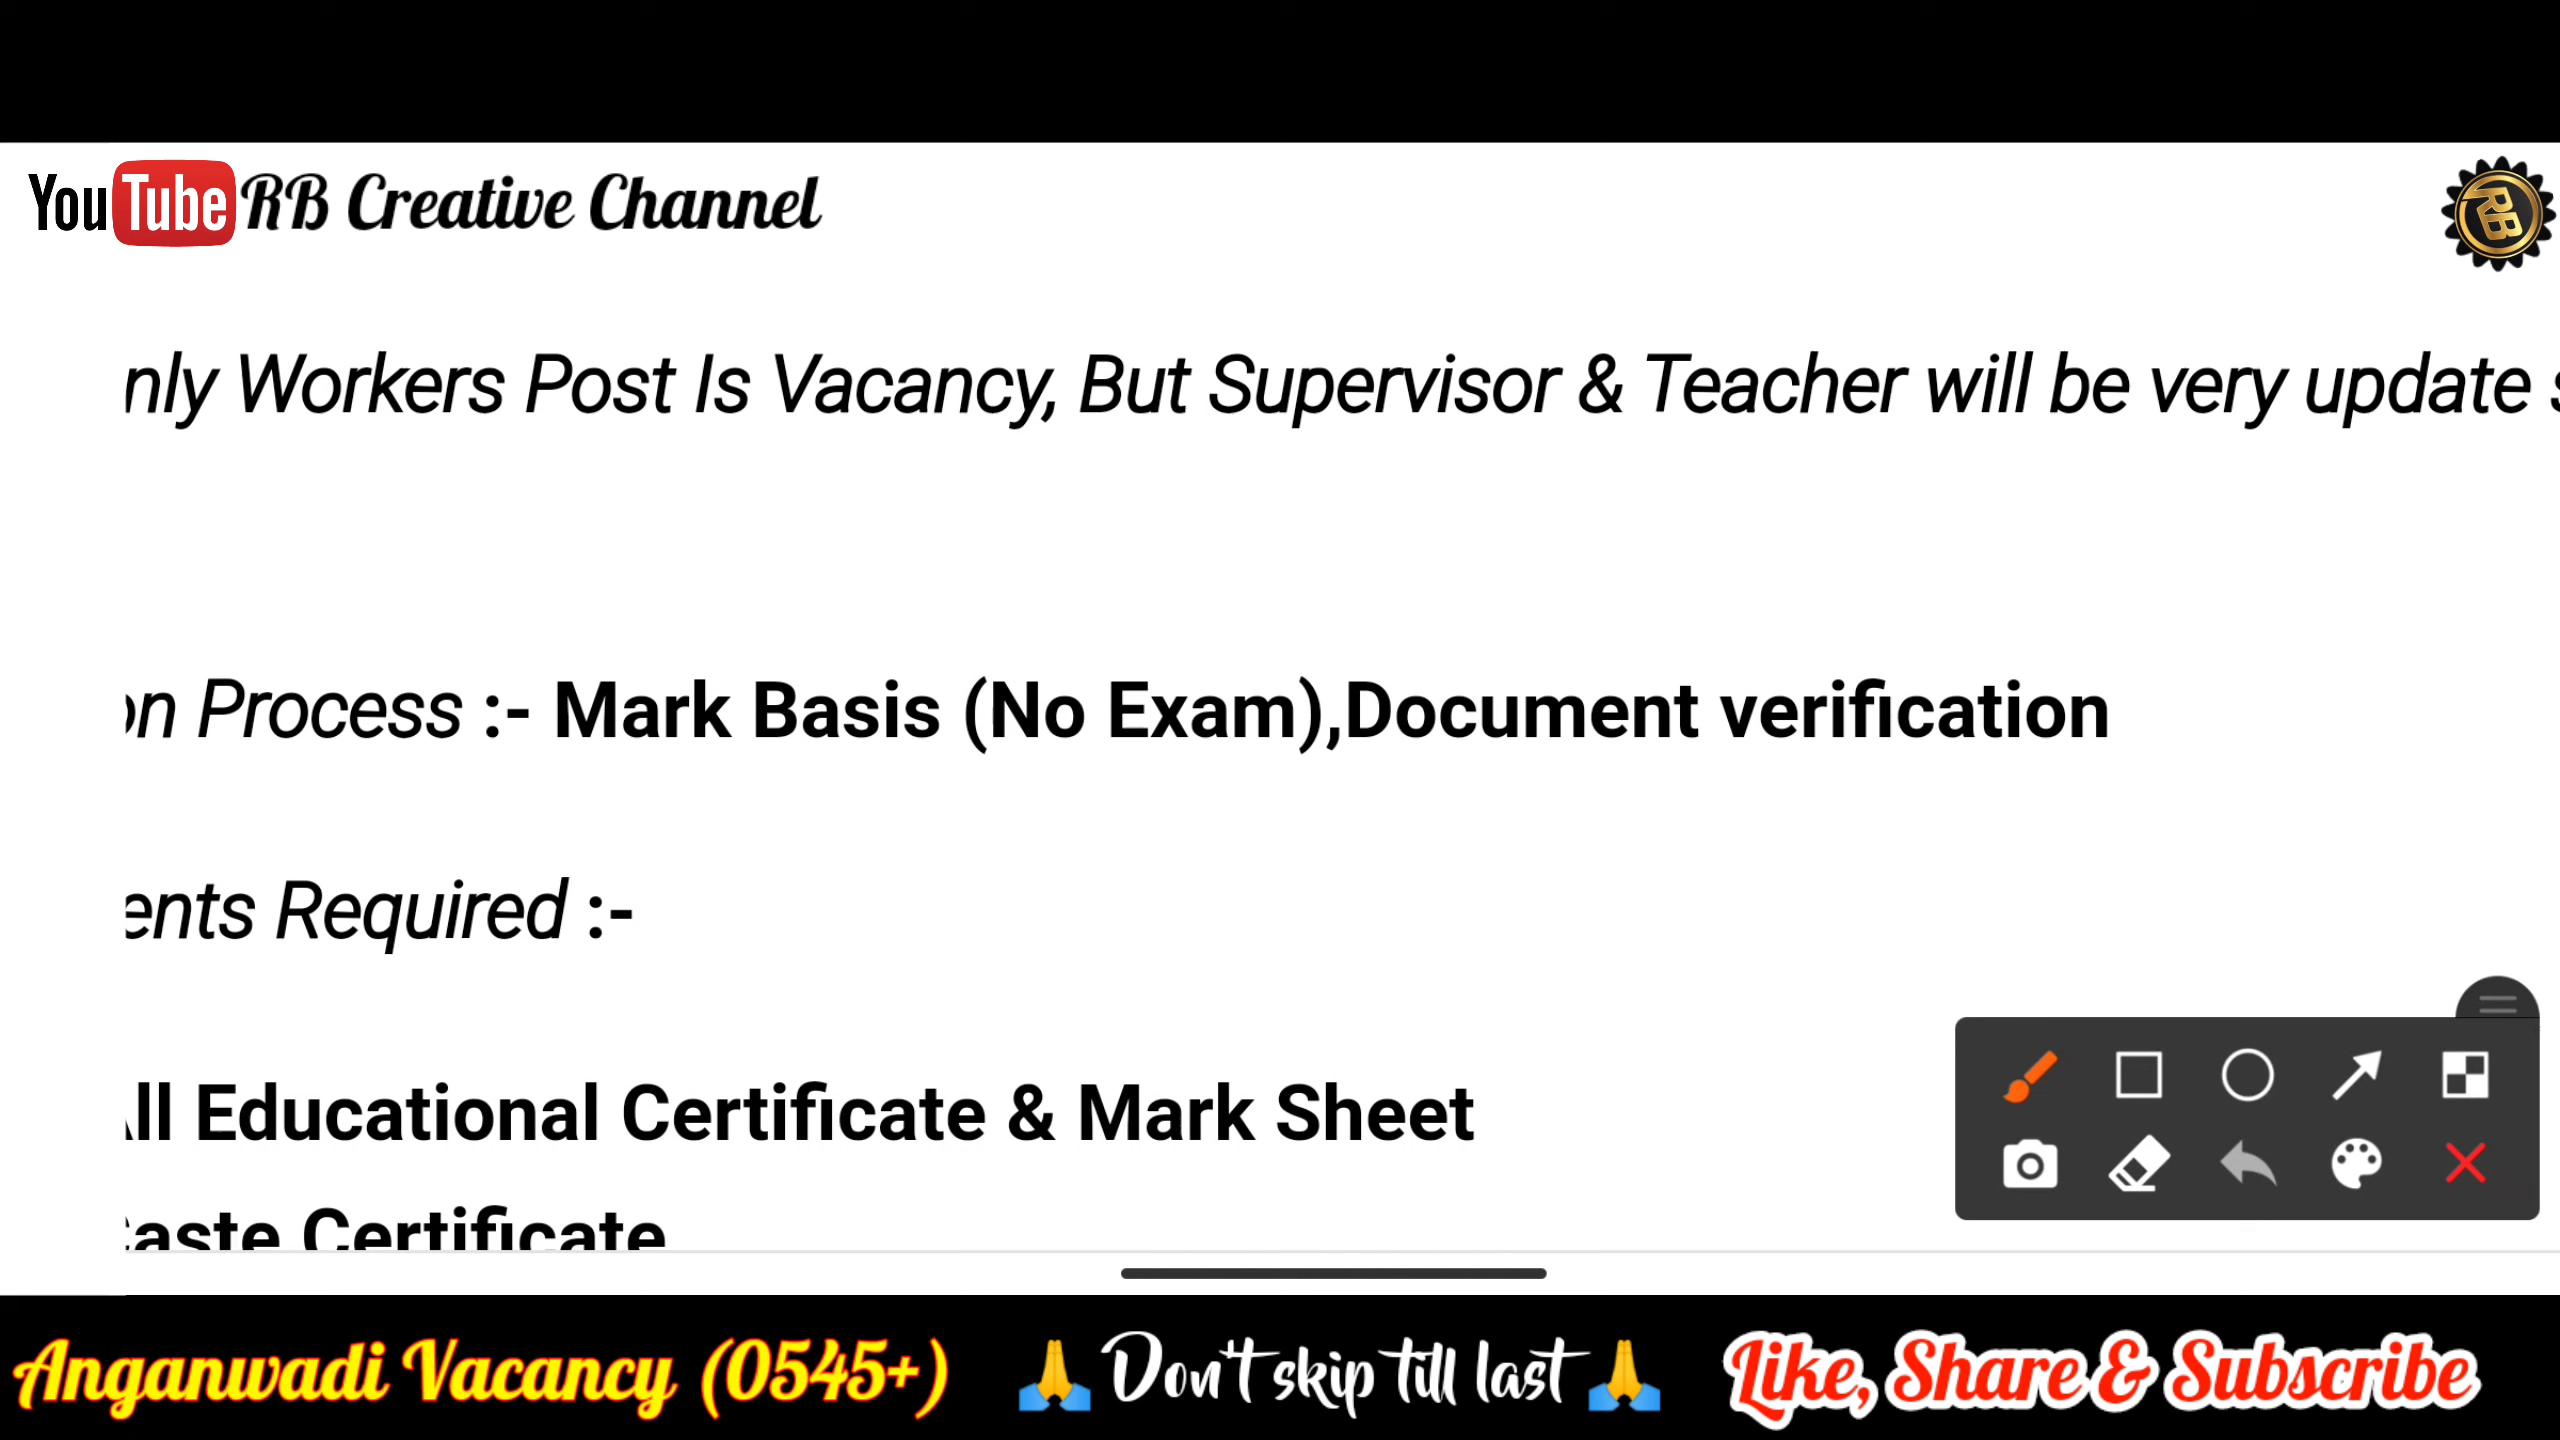 YouTube RB Creative Channel
RB
nly Workers Post Is Vacancy, But Supervisor & Teacher will be very update s
on Process :- Mark Basis (No Exam),Document verification
ents Required :-
ll Educational Certificate & Mark Sheet
aste Certificate
Anganwadi Vacancy (0545+) 🙏Don't skip till last🙏 Like, Share & Subscribe